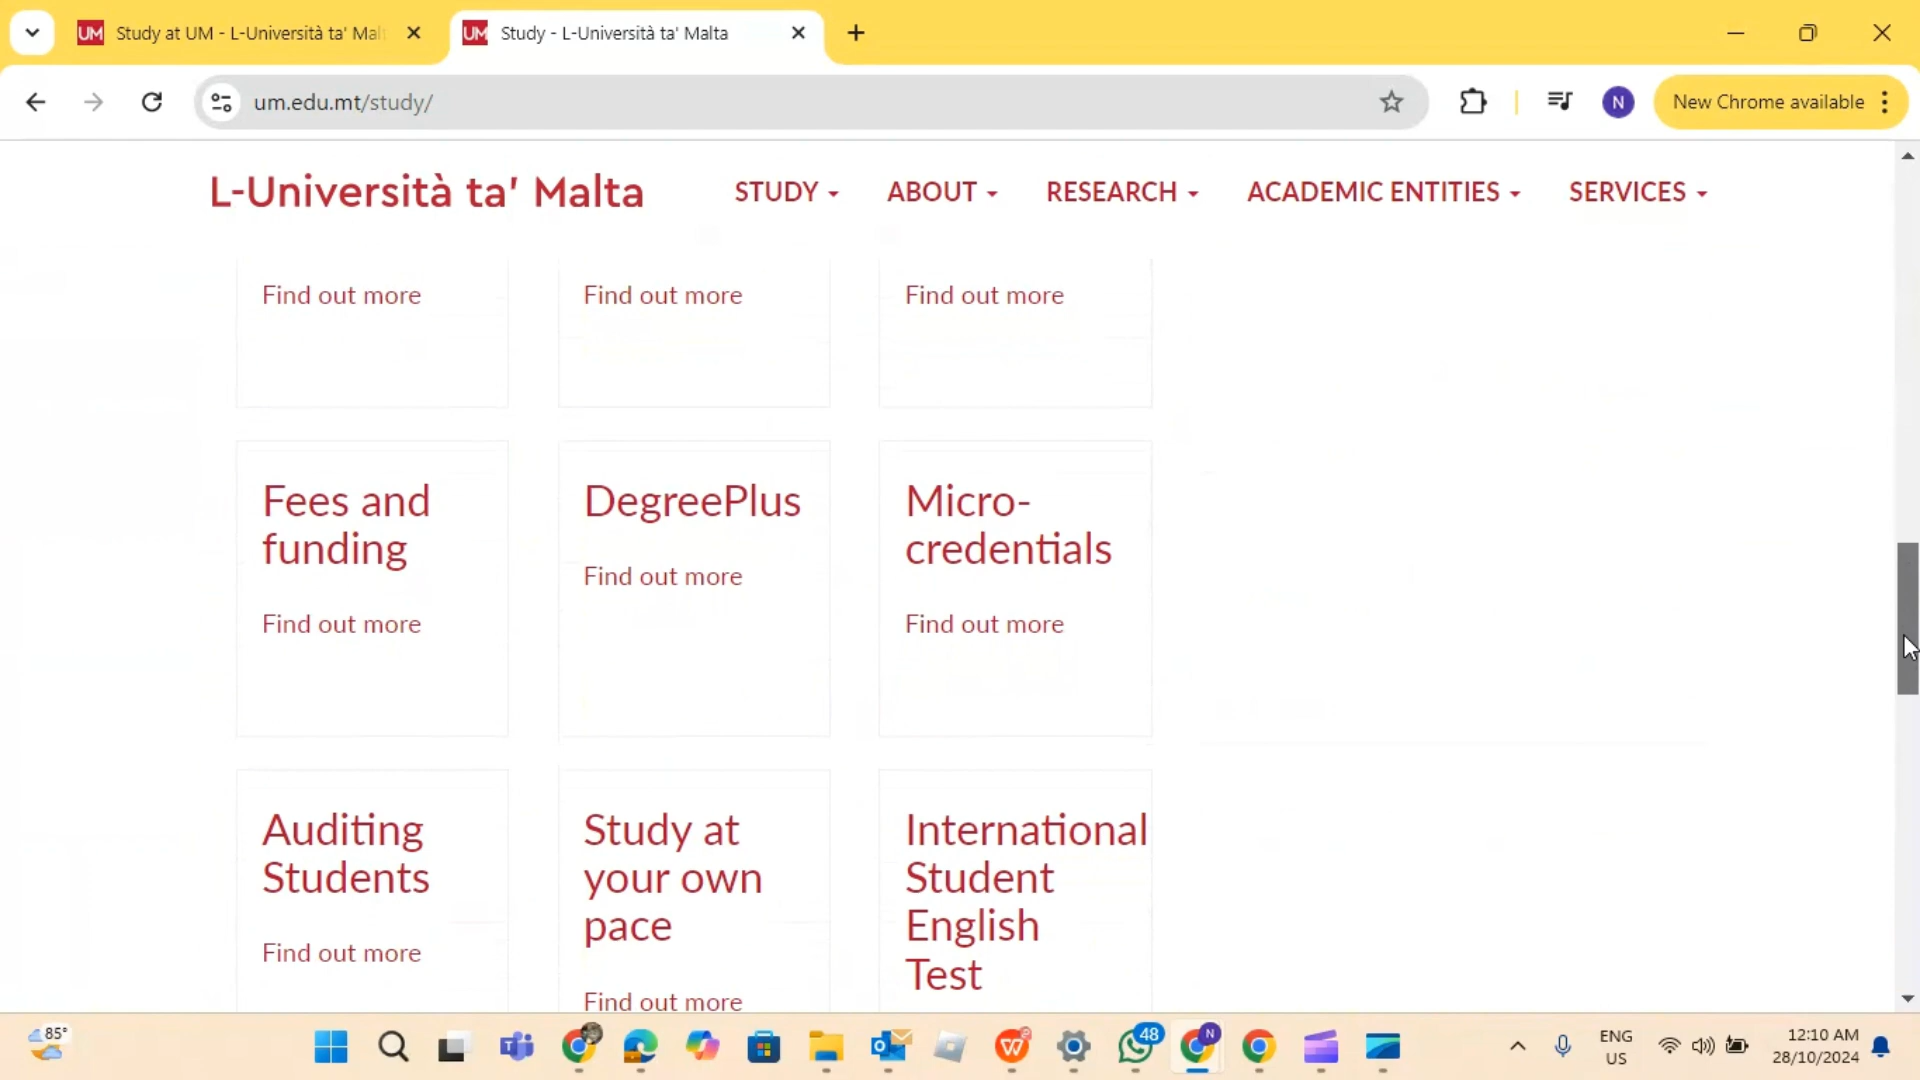 UM Study at UM - L-Università ta' Mal
UM Study - L-Università ta' Malta
um.edu.mt/study/
N
New Chrome available
L-Università ta' Malta
STUDY
ABOUT
RESEARCH
ACADEMIC ENTITIES
SERVICES
Find out more
Find out more
Find out more
Fees and
funding
Find out more
DegreePlus
Find out more
Micro-
credentials
Find out more
Auditing
Students
Find out more
Study at
your own
pace
Find out more
International
Student
English
Test
85°
48
N
ENG
US
12:10 AM
28/10/2024